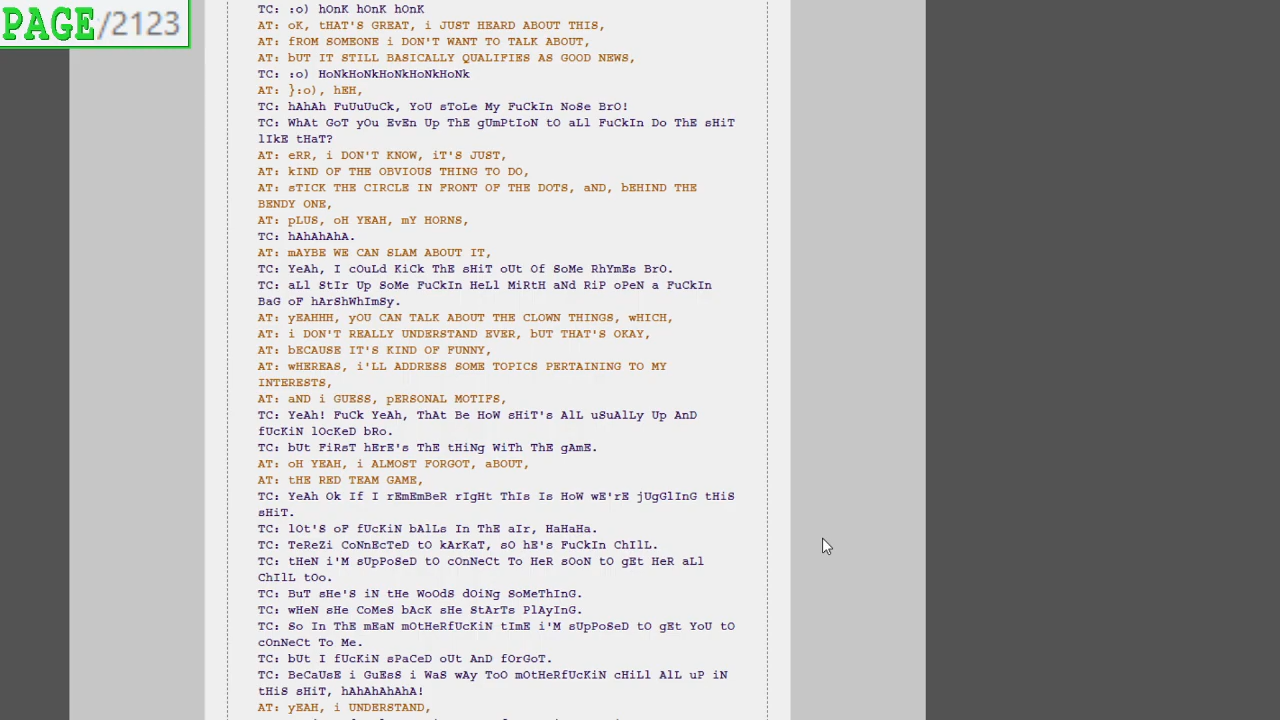 PAGE/2123
TC: :o) hOnK hOnK hOnK
AT: oK, tHAT'S GREAT, i JUST HEARD ABOUT THIS,
AT: fROM SOMEONE i DON'T WANT TO TALK ABOUT,
AT: bUT IT STILL BASICALLY QUALIFIES AS GOOD NEWS,
TC: :o) HoNkHoNkHoNkHoNkHoNk
AT: }:o), hEH,
TC: hAhAh FuUuUuCk, YoU sToLe My FuCkIn NoSe BrO!
TC: WhAt GoT yOu EvEn Up ThE gUmPtIoN tO aLl FuCkIn Do ThE sHiT
lIkE tHaT?
AT: eRR, i DON'T KNOW, iT'S JUST,
AT: kIND OF THE OBVIOUS THING TO DO,
AT: sTICK THE CIRCLE IN FRONT OF THE DOTS, aND, bEHIND THE
BENDY ONE,
AT: pLUS, oH YEAH, mY HORNS,
TC: hAhAhAhA.
AT: mAYBE WE CAN SLAM ABOUT IT,
TC: YeAh, I cOuLd KiCk ThE sHiT oUt Of SoMe RhYmEs BrO.
TC: aLl StIr Up SoMe FuCkIn HeLl MiRtH aNd RiP oPeN a FuCkIn
BaG oF hArShWhImSy.
AT: yEAHHH, yOU CAN TALK ABOUT THE CLOWN THINGS, wHICH,
AT: i DON'T REALLY UNDERSTAND EVER, bUT THAT'S OKAY,
AT: bECAUSE IT'S KIND OF FUNNY,
AT: wHEREAS, i'LL ADDRESS SOME TOPICS PERTAINING TO MY
INTERESTS,
AT: aND i GUESS, pERSONAL MOTIFS,
TC: YeAh! FuCk YeAh, ThAt Be HoW sHiT's AlL uSuAlLy Up AnD
fUcKiN lOcKeD bRo.
TC: bUt FiRsT hErE's ThE tHiNg WiTh ThE gAmE.
AT: oH YEAH, i ALMOST FORGOT, aBOUT,
AT: tHE RED TEAM GAME,
TC: YeAh Ok If I rEmEmBeR rIgHt ThIs Is HoW wE'rE jUgGlInG tHiS
sHiT.
TC: lOt'S oF fUcKiN bAlLs In ThE aIr, HaHaHa.
TC: TeReZi CoNnEcTeD tO kArKaT, sO hE's FuCkIn ChIlL.
TC: tHeN i'M sUpPoSeD tO cOnNeCt To HeR sOoN tO gEt HeR aLl
ChIlL tOo.
TC: BuT sHe'S iN tHe WoOdS dOiNg SoMeThInG.
TC: wHeN sHe CoMeS bAcK sHe StArTs PlAyInG.
TC: So In ThE mEaN mOtHeRfUcKiN tImE i'M sUpPoSeD tO gEt YoU tO
cOnNeCt To Me.
TC: bUt I fUcKiN sPaCeD oUt AnD fOrGoT.
TC: BeCaUsE i GuEsS i WaS wAy ToO mOtHeRfUcKiN cHiLl AlL uP iN
tHiS sHiT, hAhAhAhAhA!
AT: yEAH, i UNDERSTAND,